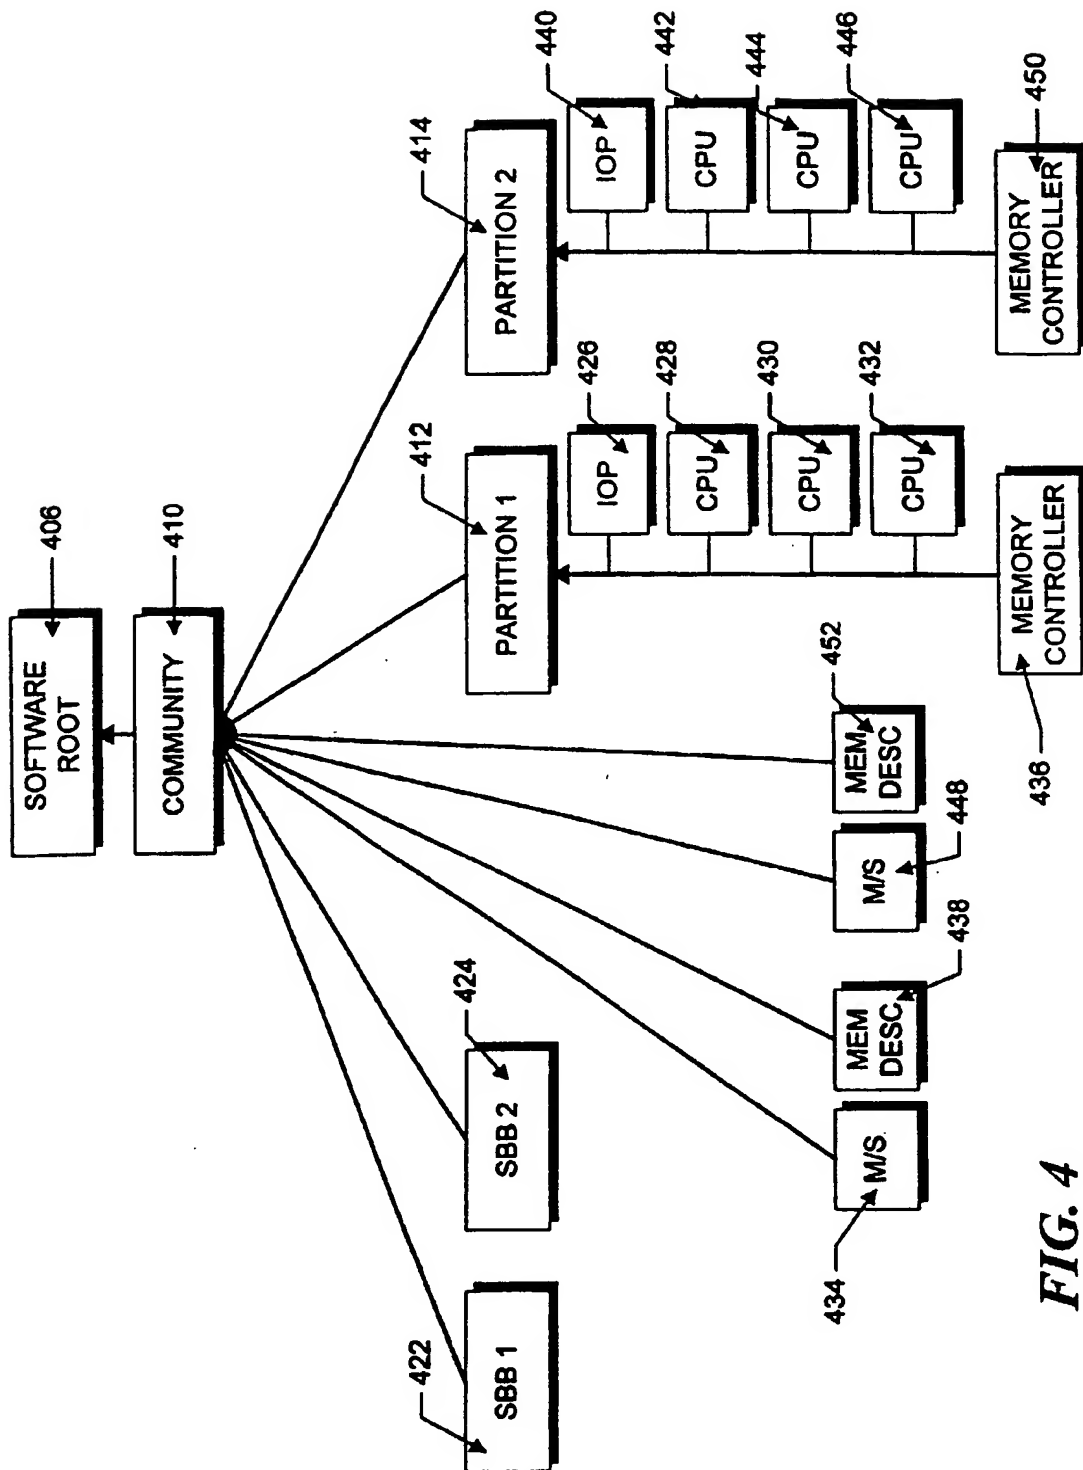 SOFTWARE
ROOT
406
COMMUNITY
410
SBB 1
422
SBB 2
424
PARTITION 1
412
PARTITION 2
414
IOP
426
CPU
428
CPU
430
CPU
432
IOP
440
CPU
442
CPU
444
CPU
446
M/S
434
MEM
DESC
438
M/S
448
MEM
DESC
452
MEMORY
CONTROLLER
436
MEMORY
CONTROLLER
450
FIG. 4